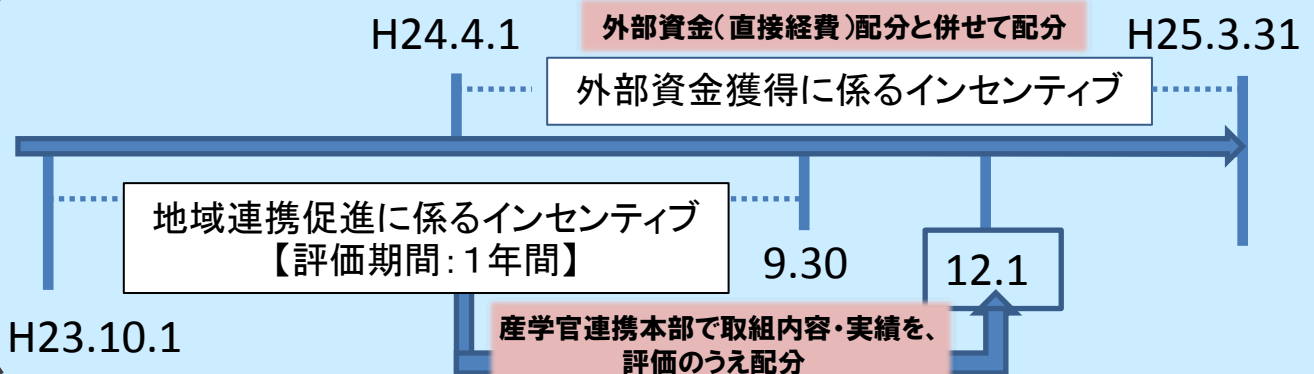 H24.4.1
外部資金（直接経費）配分と併せて配分
H25.3.31
外部資金獲得に係るインセンティブ
地域連携促進に係るインセンティブ
【評価期間：１年間】
9.30
12.1
H23.10.1
産学官連携本部で取組内容・実績を、
評価のうえ配分